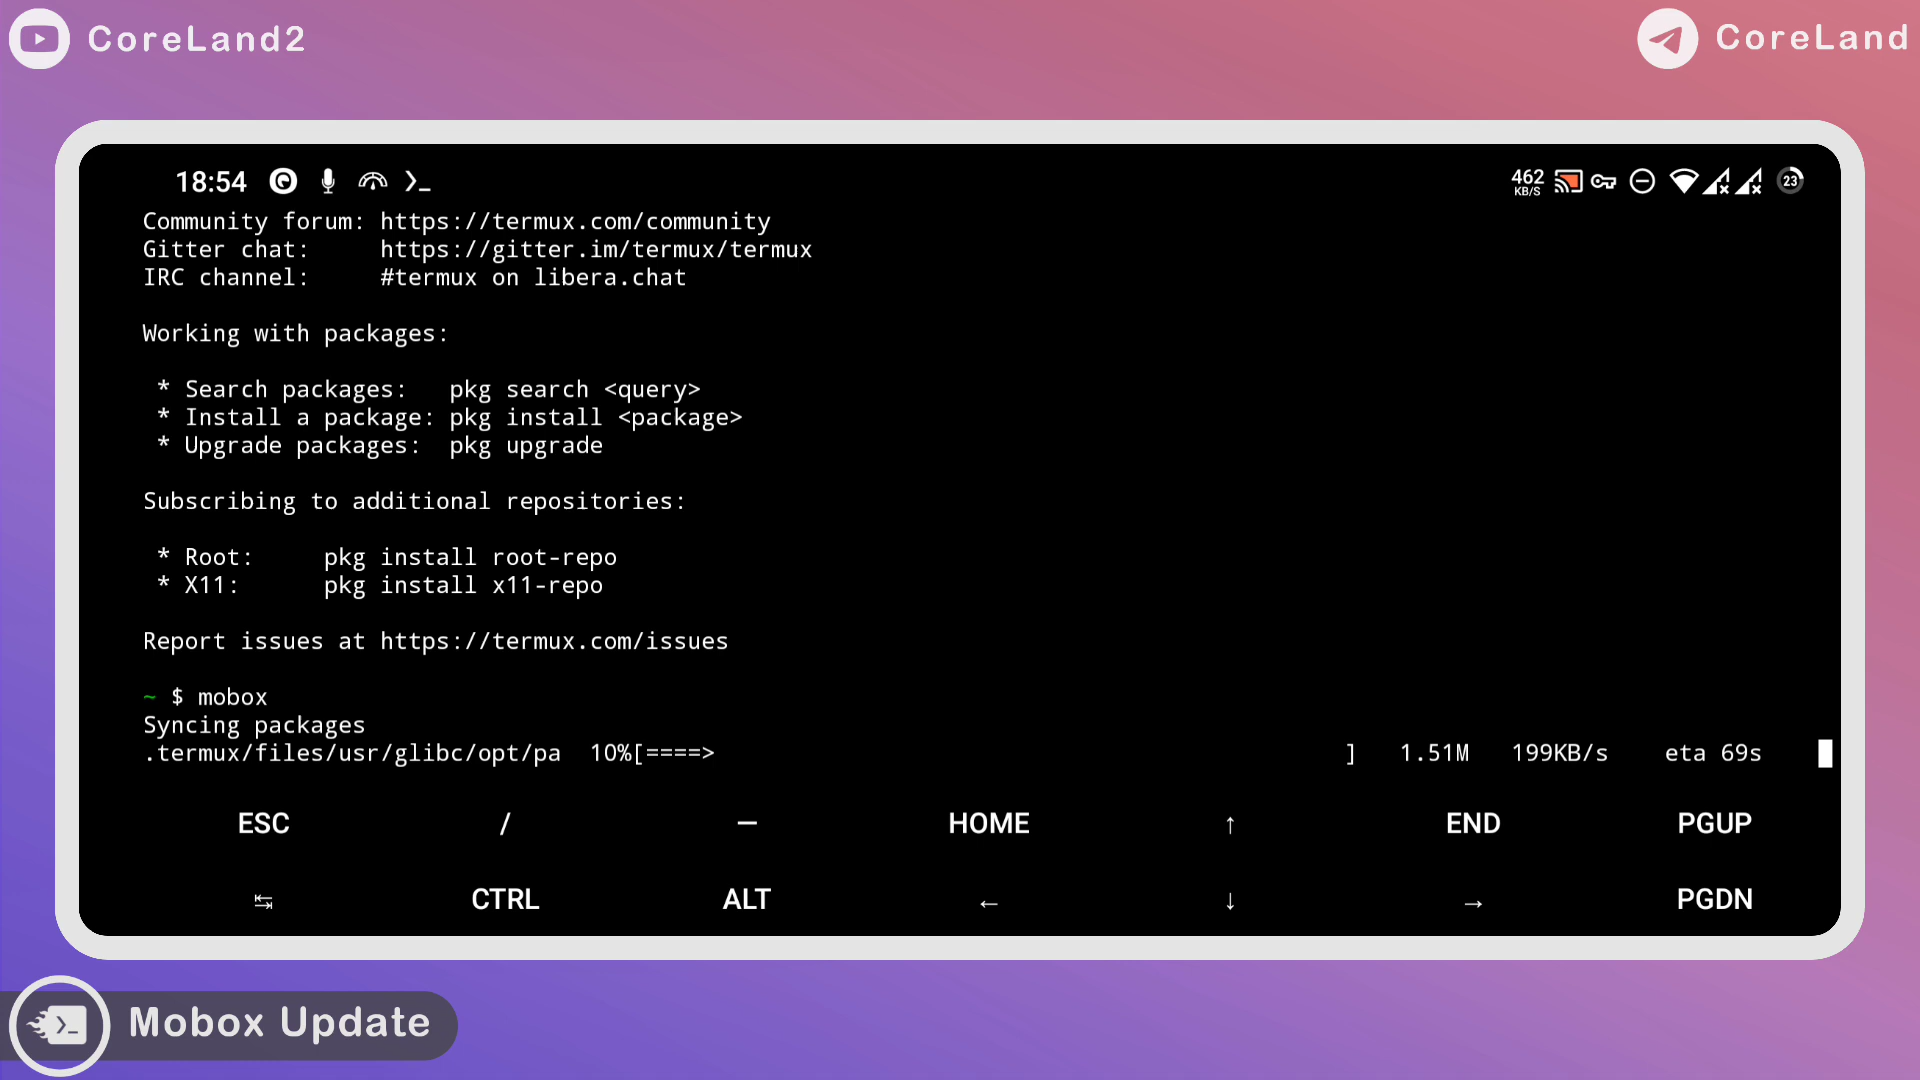 CoreLand2
CoreLand
18:54
462
KB/S
23
Community forum: https://termux.com/community
Gitter chat: https://gitter.im/termux/termux
IRC channel: #termux on libera.chat
Working with packages:
* Search packages: pkg search <query>
* Install a package: pkg install <package>
* Upgrade packages: pkg upgrade
Subscribing to additional repositories:
* Root: pkg install root-repo
* X11: pkg install x11-repo
Report issues at https://termux.com/issues
~ $ mobox
Syncing packages
.termux/files/usr/glibc/opt/pa 10%[====> ] 1.51M 199KB/s eta 69s
ESC / — HOME ↑ END PGUP
↹ CTRL ALT ← ↓ → PGDN
Mobox Update